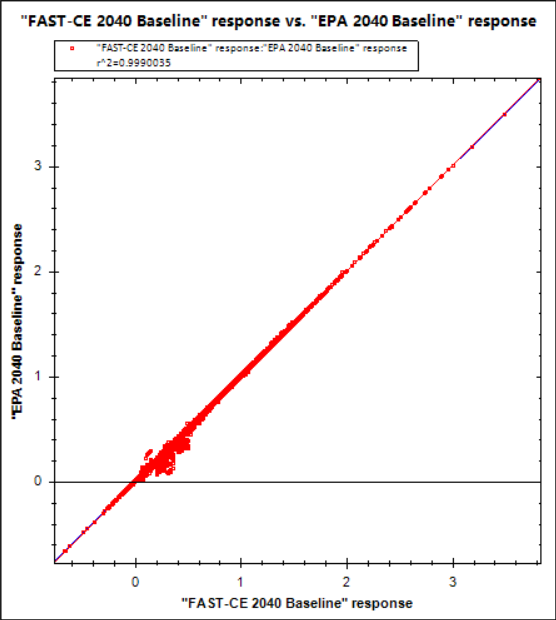 "FAST-CE 2040 Baseline" response vs. "EPA 2040 Baseline" response
"FAST-CE 2040 Baseline" response:"EPA 2040 Baseline" response
r^2=0.9990035
3
2
1
0
"EPA 2040 Baseline" response
0 1 2 3
"FAST-CE 2040 Baseline" response